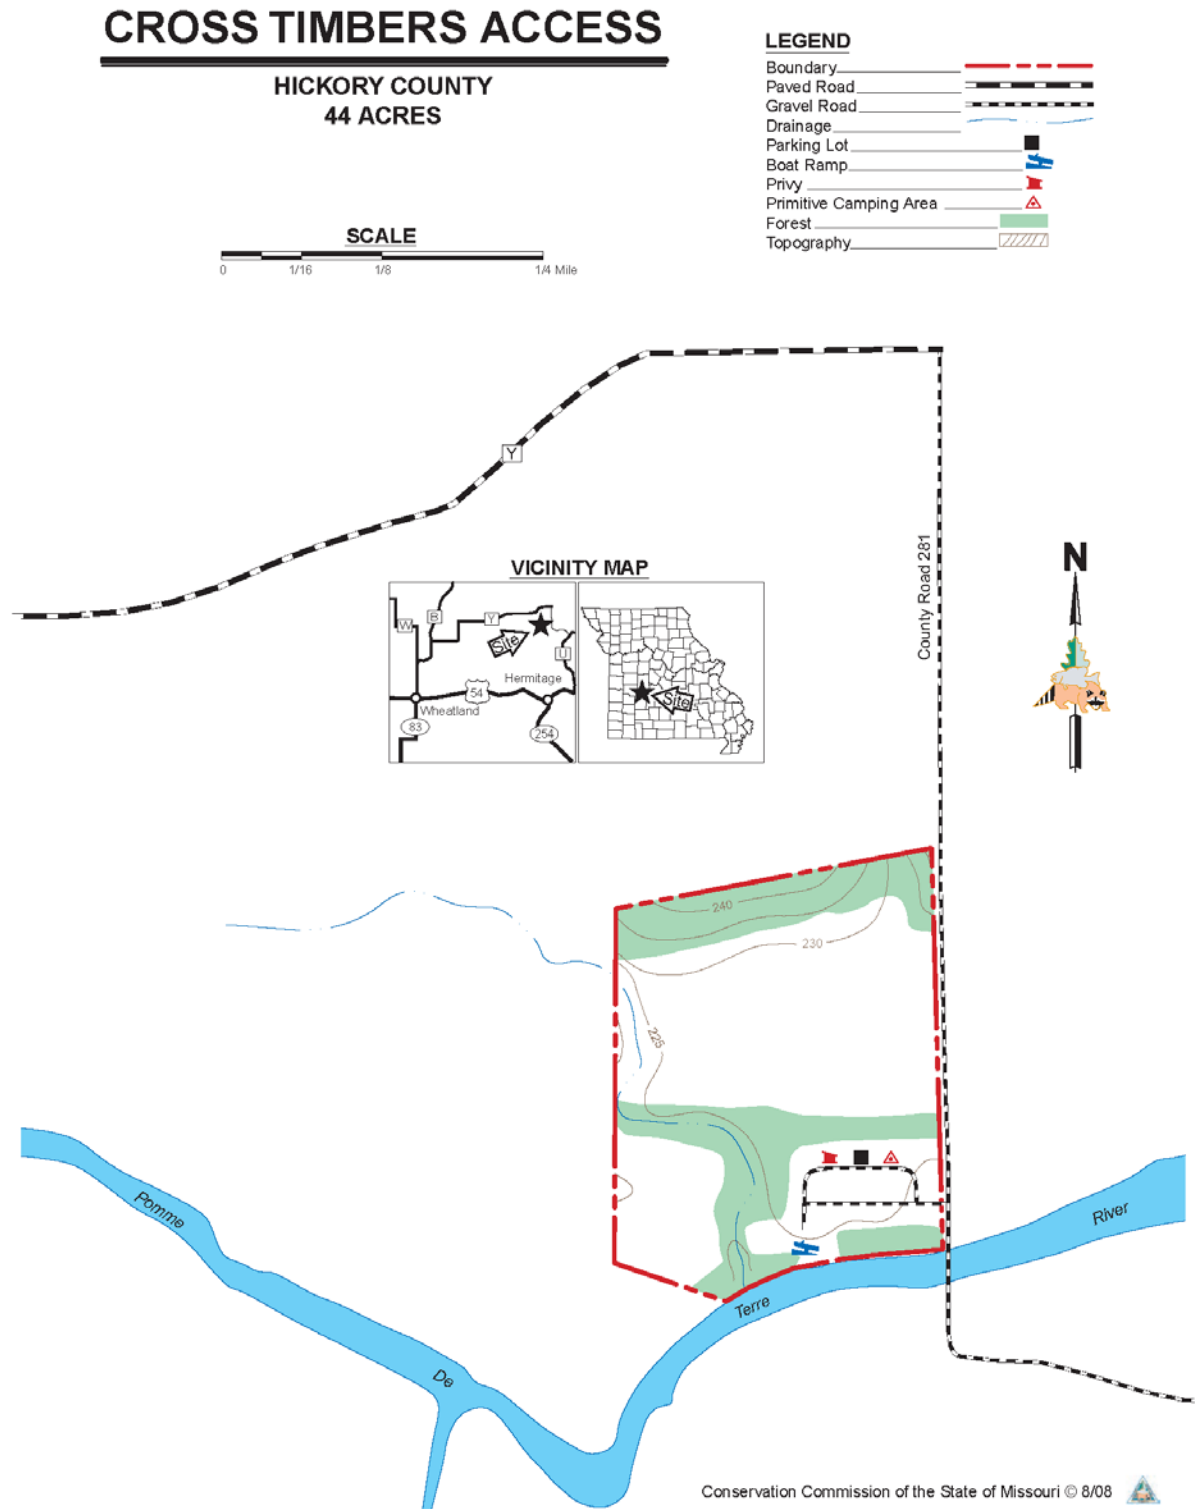 CROSS TIMBERS ACCESS
HICKORY COUNTY
44 ACRES
LEGEND
Boundary
Paved Road
Gravel Road
Drainage
Parking Lot
Boat Ramp
Privy
Primitive Camping Area
Forest
Topography
SCALE
0 1/16 1/8 1/4 Mile
Y
County Road 281
N
VICINITY MAP
W
B
Y
Site
U
Hermitage
54
Wheatland
83
254
Site
240
230
225
Pomme
De
Terre
River
Conservation Commission of the State of Missouri © 8/08